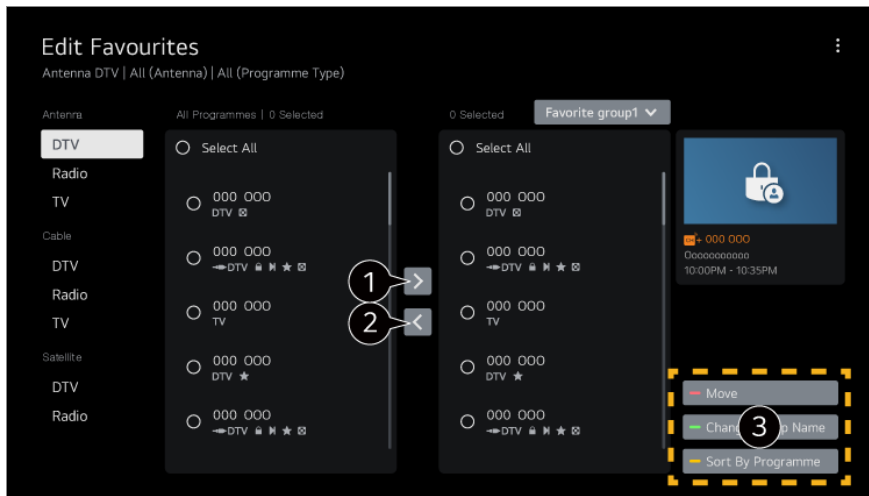 Edit Favourites
Antenna DTV | All (Antenna) | All (Programme Type)
Antenna
DTV
Radio
TV
Cable
DTV
Radio
TV
Satellite
DTV
Radio
All Programmes | 0 Selected
Select All
000 000
DTV
000 000
DTV
000 000
TV
000 000
DTV
000 000
DTV
1
2
0 Selected
Favorite group1
Select All
000 000
DTV
000 000
DTV
000 000
TV
000 000
DTV
000 000
DTV
+ 000 000
Oooooooooo
10:00PM - 10:35PM
Move
3
Name
Sort By Programme